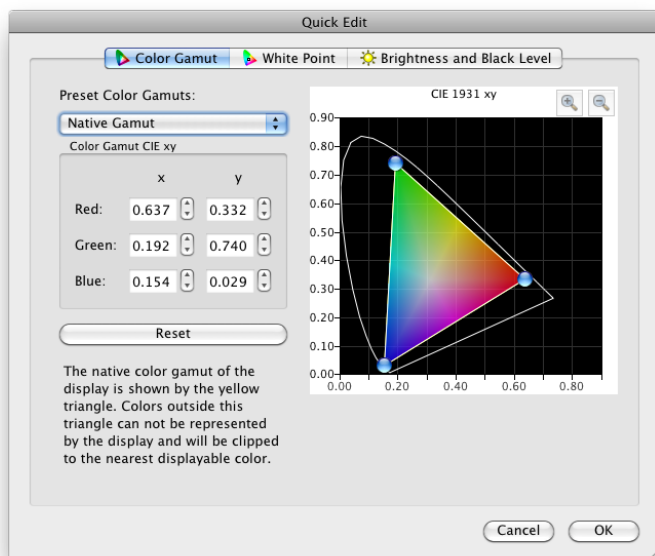 Quick Edit
Color Gamut White Point Brightness and Black Level
Preset Color Gamuts:
Native Gamut
Color Gamut CIE xy
x y
Red: 0.637 0.332
Green: 0.192 0.740
Blue: 0.154 0.029
Reset
The native color gamut of the
display is shown by the yellow
triangle. Colors outside this
triangle can not be represented
by the display and will be clipped
to the nearest displayable color.
CIE 1931 xy
0.90
0.80
0.70
0.60
0.50
0.40
0.30
0.20
0.10
0.00
0.00 0.20 0.40 0.60 0.80
Cancel OK